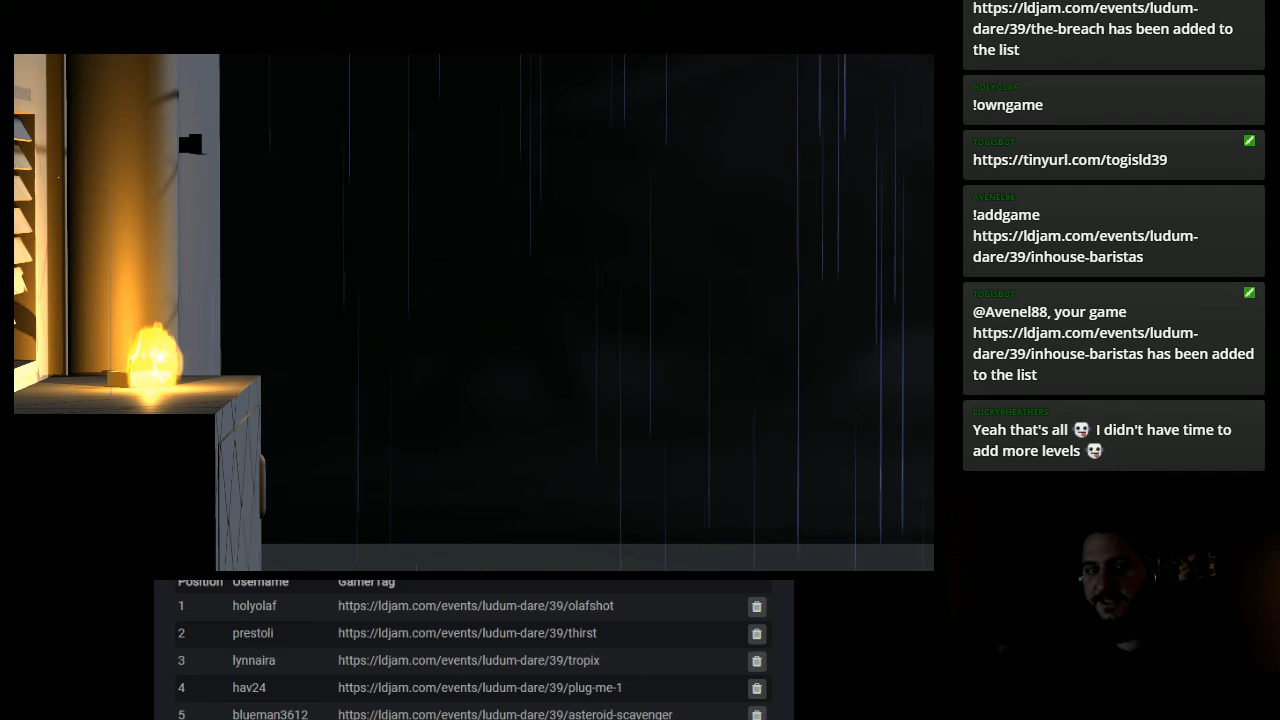 https://ldjam.com/events/ludum-
dare/39/the-breach has been added to
the list
HOLYOLAF
!owngame
TOGISBOT
https://tinyurl.com/togisld39
AVENEL88
!addgame
https://ldjam.com/events/ludum-
dare/39/inhouse-baristas
TOGISBOT
@Avenel88, your game
https://ldjam.com/events/ludum-
dare/39/inhouse-baristas has been added
to the list
LUCKYPHEATHERS
Yeah that's all I didn't have time to
add more levels
Position Username GamerTag
1 holyolaf https://ldjam.com/events/ludum-dare/39/olafshot
2 prestoli https://ldjam.com/events/ludum-dare/39/thirst
3 lynnaira https://ldjam.com/events/ludum-dare/39/tropix
4 hav24 https://ldjam.com/events/ludum-dare/39/plug-me-1
5 blueman3612 https://ldjam.com/events/ludum-dare/39/asteroid-scavenger